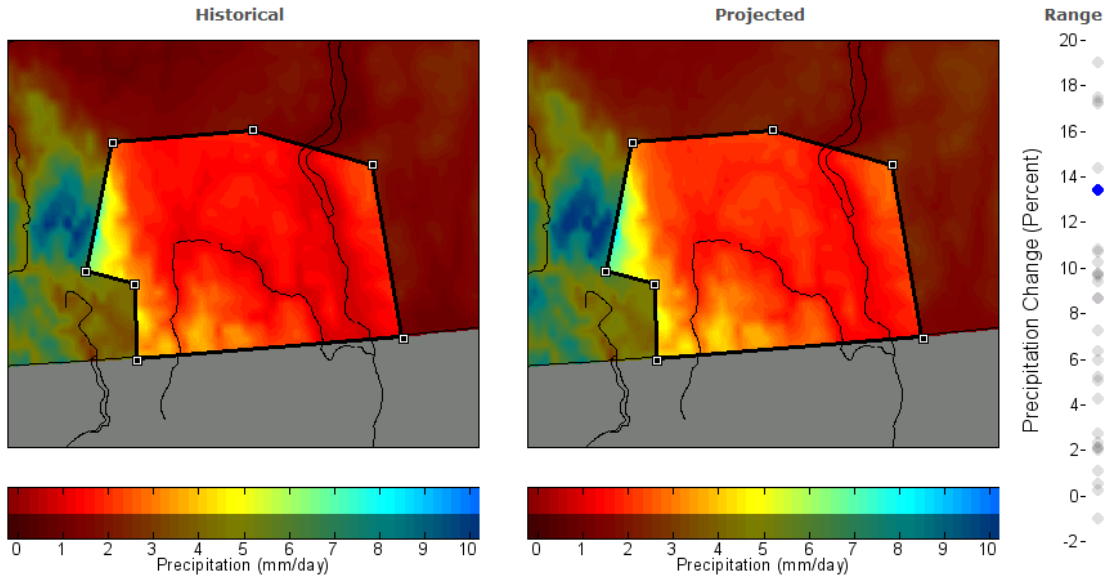 Historical
Projected
Range
20-
18-
16-
14-
12-
10-
8-
6-
4-
2-
0-
-2-
Precipitation Change (Percent)
0 1 2 3 4 5 6 7 8 9 10
Precipitation (mm/day)
0 1 2 3 4 5 6 7 8 9 10
Precipitation (mm/day)